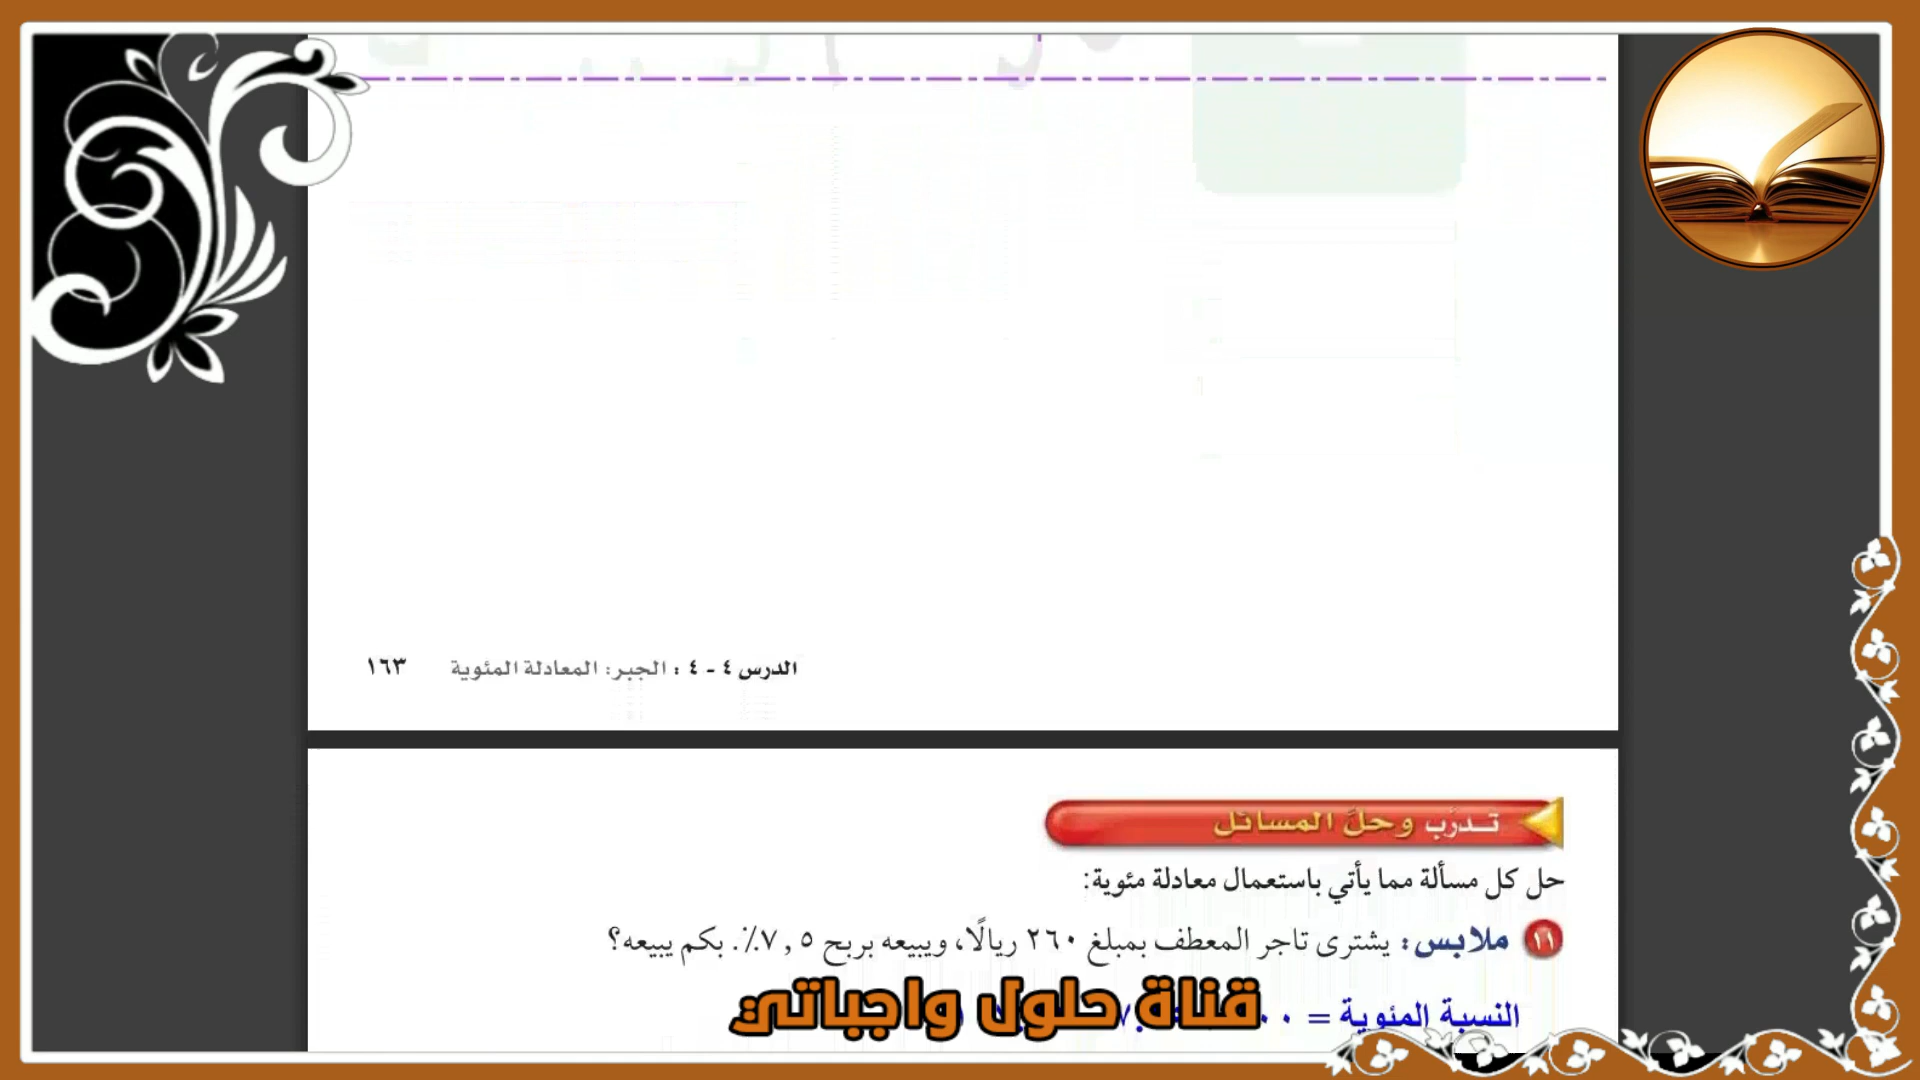 الدرس ٤ - ٤ : الجبر: المعادلة المئوية ١٦٣
تـدرَّب وحلَّ المسائل
حل كل مسألة مما يأتي باستعمال معادلة مئوية:
١١ ملابس: يشترى تاجر المعطف بمبلغ ٢٦٠ ريالًا، ويبيعه بربح ٧,٥٪. بكم يبيعه؟
النسبة المئوية =
قناة حلول واجباتي